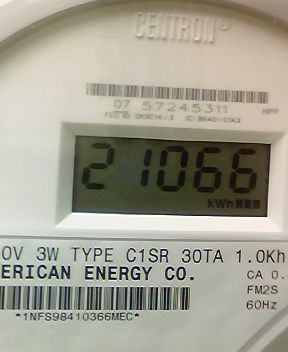 CENTRON®
07 57245311
21066
kWh
0V 3W TYPE C1SR 30TA 1.0Kh
ERICAN ENERGY CO. CA 0.
FM2S
*1NFS98410366MEC* 60Hz